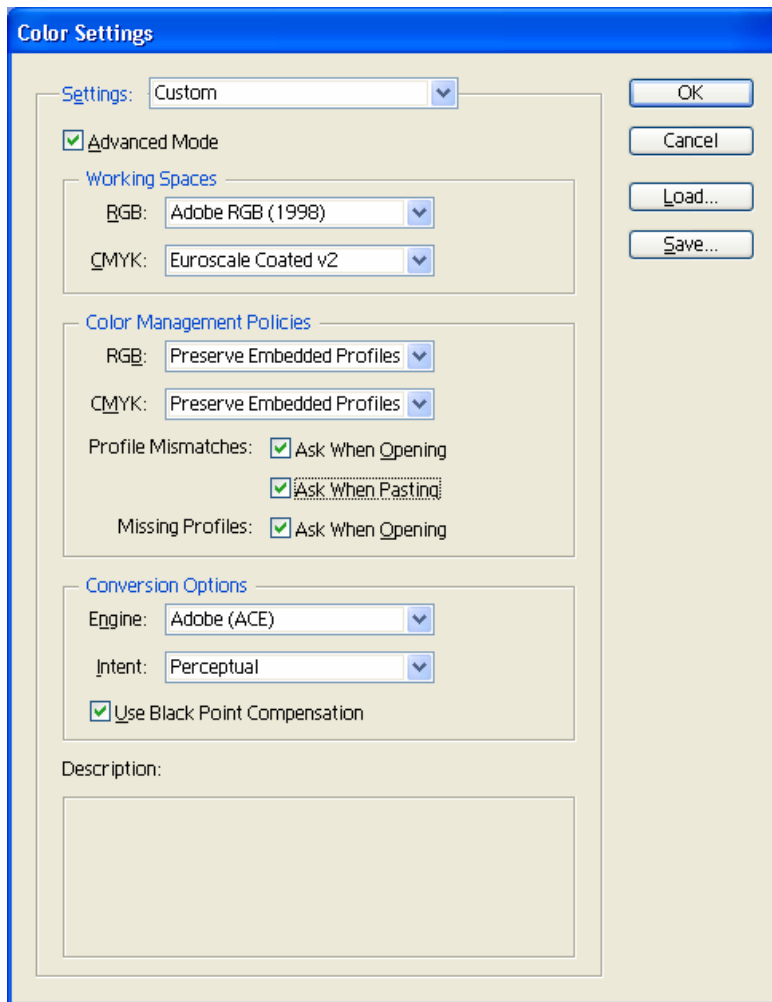 Color Settings
Settings: Custom
OK
Advanced Mode
Cancel
Working Spaces
Load...
RGB: Adobe RGB (1998)
Save...
CMYK: Euroscale Coated v2
Color Management Policies
RGB: Preserve Embedded Profiles
CMYK: Preserve Embedded Profiles
Profile Mismatches: Ask When Opening
Ask When Pasting
Missing Profiles: Ask When Opening
Conversion Options
Engine: Adobe (ACE)
Intent: Perceptual
Use Black Point Compensation
Description: